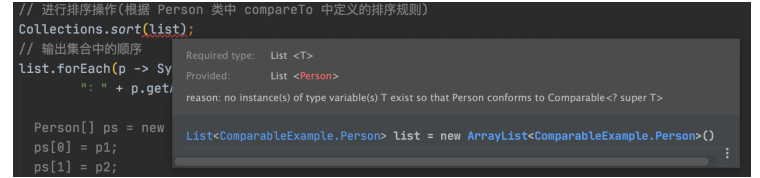 // 进行排序操作(根据 Person 类中 compareTo 中定义的排序规则)
Collections.sort(list);
// 输出集合中的顺序
list.forEach(p -> Sy
": " + p.get
Person[] ps = new
ps[0] = p1;
ps[1] = p2;
Required type: List <T>
Provided: List <Person>
reason: no instance(s) of type variable(s) T exist so that Person conforms to Comparable<? super T>
List<ComparableExample.Person> list = new ArrayList<ComparableExample.Person>()